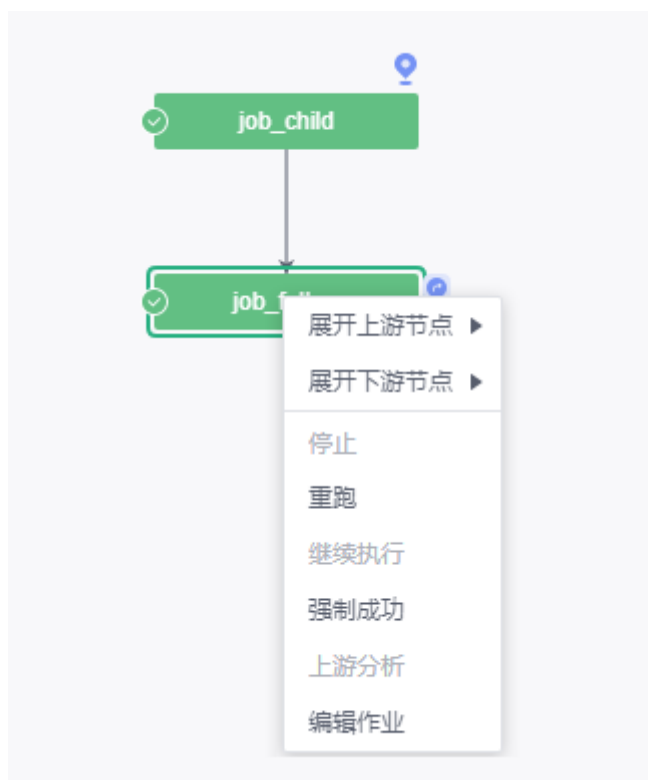 job_child
job_f
展开上游节点
展开下游节点
停止
重跑
继续执行
强制成功
上游分析
编辑作业